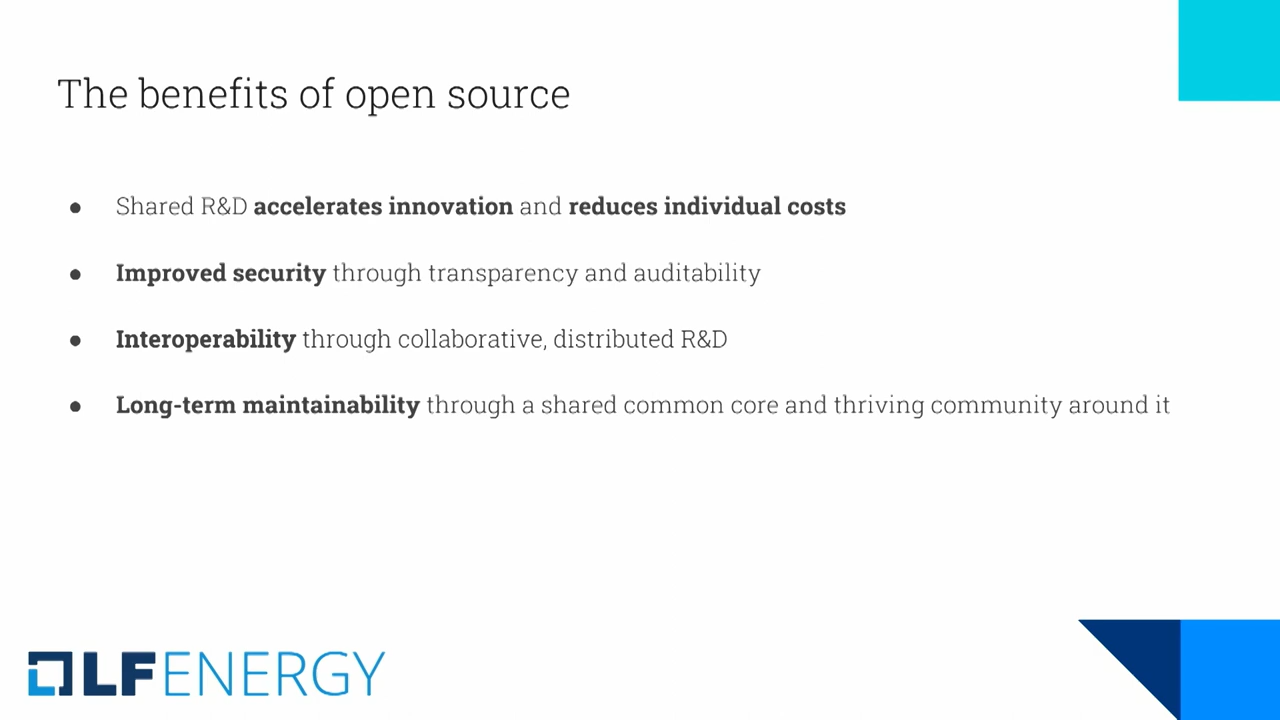 The benefits of open source
● Shared R&D accelerates innovation and reduces individual costs
● Improved security through transparency and auditability
● Interoperability through collaborative, distributed R&D
● Long-term maintainability through a shared common core and thriving community around it
LFENERGY